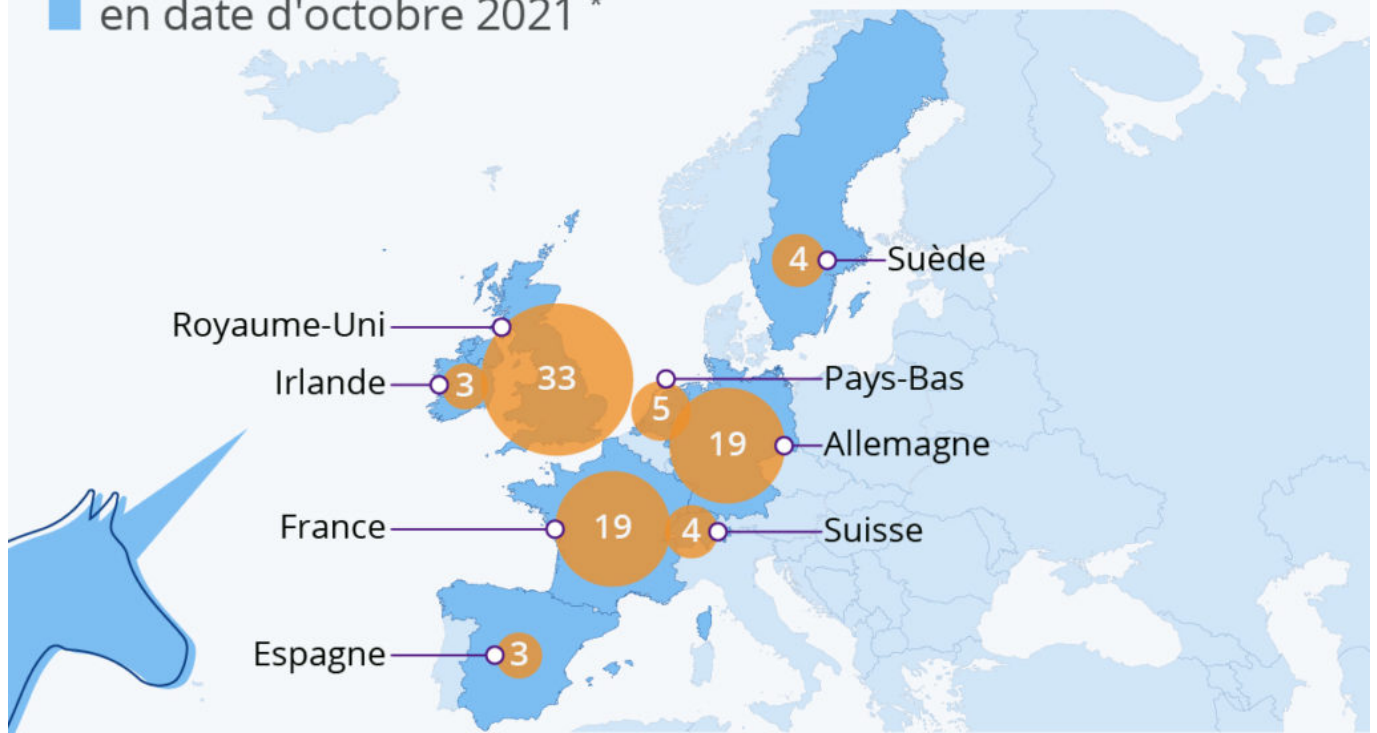 en date d'octobre 2021 *
4 Suède
Royaume-Uni
33
Irlande 3
Pays-Bas
5
19 Allemagne
France 19
4 Suisse
Espagne 3